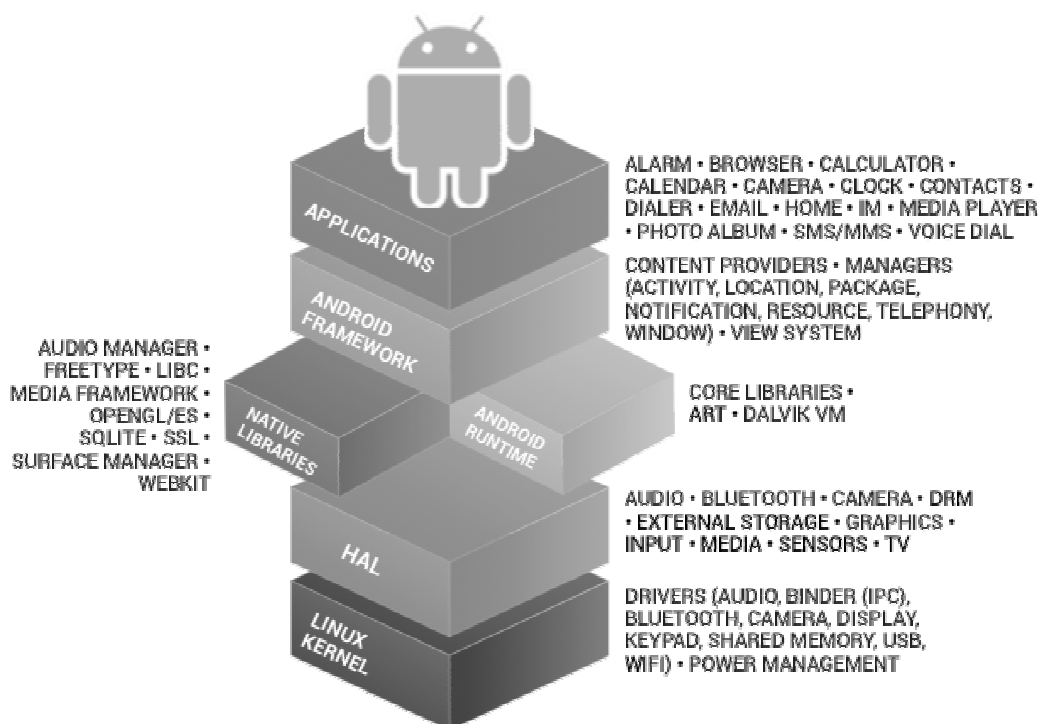 ALARM • BROWSER • CALCULATOR •
CALENDAR • CAMERA • CLOCK • CONTACTS •
DIALER • EMAIL • HOME • IM • MEDIA PLAYER
• PHOTO ALBUM • SMS/MMS • VOICE DIAL
APPLICATIONS
CONTENT PROVIDERS • MANAGERS
(ACTIVITY, LOCATION, PACKAGE,
NOTIFICATION, RESOURCE, TELEPHONY,
WINDOW) • VIEW SYSTEM
ANDROID
FRAMEWORK
AUDIO MANAGER •
FREETYPE • LIBC •
MEDIA FRAMEWORK •
OPENGL/ES •
SQLITE • SSL •
SURFACE MANAGER •
WEBKIT
NATIVE
LIBRARIES
ANDROID
RUNTIME
CORE LIBRARIES •
ART • DALVIK VM
AUDIO • BLUETOOTH • CAMERA • DRM
• EXTERNAL STORAGE • GRAPHICS •
INPUT • MEDIA • SENSORS • TV
HAL
DRIVERS (AUDIO, BINDER (IPC),
BLUETOOTH, CAMERA, DISPLAY,
KEYPAD, SHARED MEMORY, USB,
WIFI) • POWER MANAGEMENT
LINUX
KERNEL